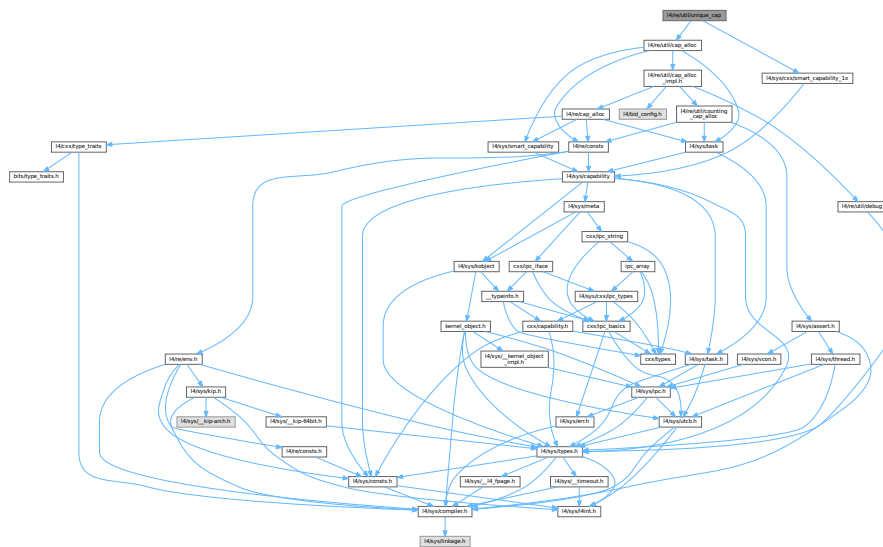 l4/re/util/unique_cap
l4/re/util/cap_alloc
l4/re/util/cap_alloc
_impl.h
l4/sys/cxx/smart_capability_1x
l4/re/cap_alloc
l4/bid_config.h
l4/re/util/counting
_cap_alloc
l4/cxx/type_traits
l4/sys/smart_capability
l4/re/consts
l4/sys/task
bits/type_traits.h
l4/sys/capability
l4/sys/meta
l4/re/util/debug
cxx/ipc_string
l4/sys/kobject
cxx/ipc_iface
ipc_array
__typeinfo.h
l4/sys/cxx/ipc_types
kernel_object.h
cxx/capability.h
cxx/ipc_basics
l4/sys/assert.h
l4/re/env.h
l4/sys/__kernel_object
_impl.h
cxx/types
l4/sys/task.h
l4/sys/vcon.h
l4/sys/thread.h
l4/sys/kip.h
l4/sys/ipc.h
l4/sys/__kip-arch.h
l4/sys/__kip-64bit.h
l4/sys/err.h
l4/sys/utcb.h
l4/re/consts.h
l4/sys/types.h
l4/sys/consts.h
l4/sys/__l4_fpage.h
l4/sys/__timeout.h
l4/sys/compiler.h
l4/sys/l4int.h
l4/sys/linkage.h